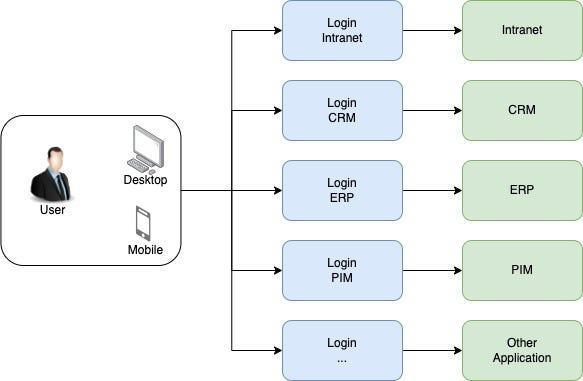 Login
Intranet
Intranet
Login
CRM
CRM
Desktop
User
Login
ERP
ERP
Mobile
Login
PIM
PIM
Login
...
Other
Application